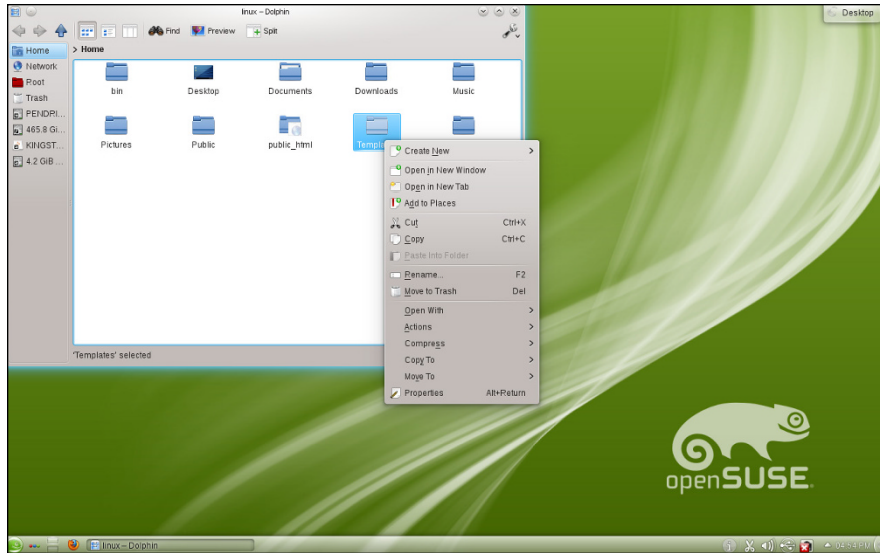 linux – Dolphin
Desktop
Find
Preview
Split
> Home
Home
Network
Root
Trash
PENDRI...
465.8 Gi...
KINGST...
4.2 GiB ...
bin
Desktop
Documents
Downloads
Music
Pictures
Public
public_html
Create New
Open in New Window
Open in New Tab
Add to Places
Cut Ctrl+X
Copy Ctrl+C
Paste Into Folder
Rename... F2
Move to Trash Del
Open With
Actions
Compress
Copy To
Move To
Properties Alt+Return
'Templates' selected
openSUSE.
linux – Dolphin
04:54 PM